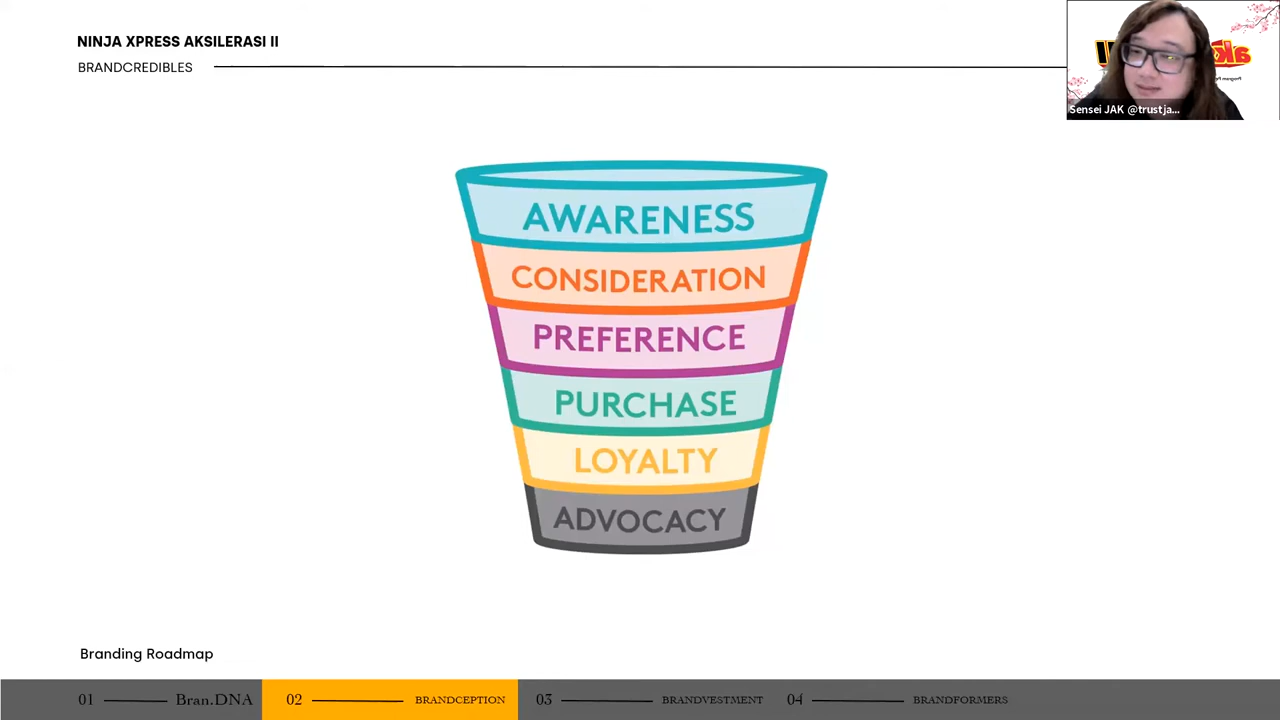 NINJA XPRESS AKSILERASI II
BRANDCREDIBLES
Sensei JAK @trustja...
AWARENESS
CONSIDERATION
PREFERENCE
PURCHASE
LOYALTY
ADVOCACY
Branding Roadmap
01 Bran.DNA
02 BRANDCEPTION
03 BRANDVESTMENT
04 BRANDFORMERS